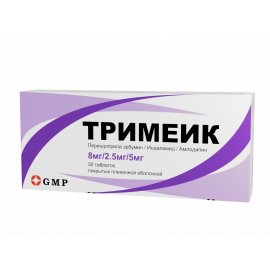 ТРИМЕИК
Периндоприла эрбумин / Индапамид / Амлодипин
8мг/2.5мг/5мг
30 таблеток,
покрытых пленочной оболочкой
GMP